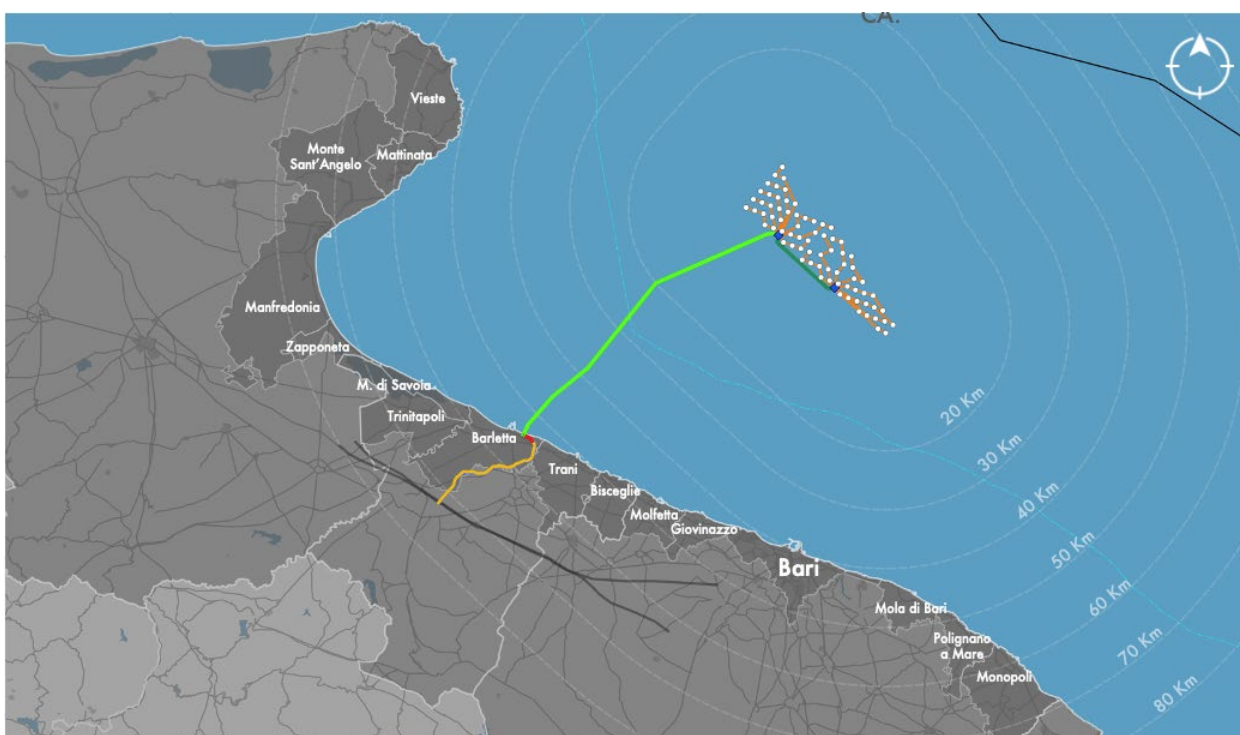 CA.
Vieste
Monte
Sant'Angelo
Mattinata
Manfredonia
Zapponeta
M. di Savoia
Trinitapoli
Barletta
Trani
Bisceglie
Molfetta
Giovinazzo
Bari
Mola di Bari
Polignano
a Mare
Monopoli
20 Km
30 Km
40 Km
50 Km
60 Km
70 Km
80 Km